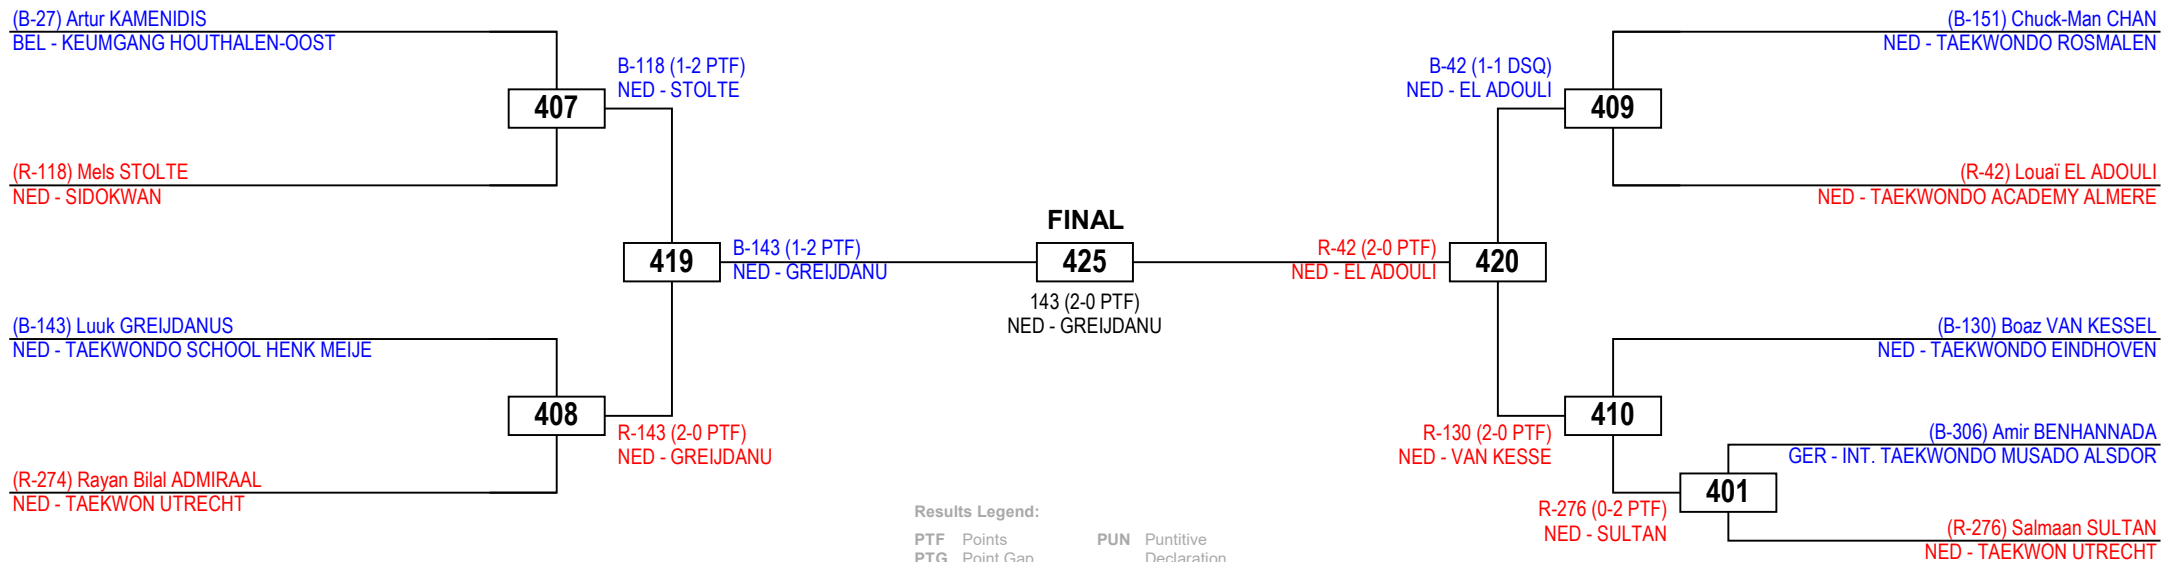 (B-27) Artur KAMENIDIS
BEL - KEUMGANG HOUTHALEN-OOST
407
B-118 (1-2 PTF)
NED - STOLTE
(R-118) Mels STOLTE
NED - SIDOKWAN
419
B-143 (1-2 PTF)
NED - GREIJDANU
(B-143) Luuk GREIJDANUS
NED - TAEKWONDO SCHOOL HENK MEIJE
408
R-143 (2-0 PTF)
NED - GREIJDANU
(R-274) Rayan Bilal ADMIRAAL
NED - TAEKWON UTRECHT
FINAL
425
143 (2-0 PTF)
NED - GREIJDANU
(B-151) Chuck-Man CHAN
NED - TAEKWONDO ROSMALEN
B-42 (1-1 DSQ)
NED - EL ADOULI
409
(R-42) Louaï EL ADOULI
NED - TAEKWONDO ACADEMY ALMERE
R-42 (2-0 PTF)
NED - EL ADOULI
420
(B-130) Boaz VAN KESSEL
NED - TAEKWONDO EINDHOVEN
410
R-130 (2-0 PTF)
NED - VAN KESSE
(B-306) Amir BENHANNADA
GER - INT. TAEKWONDO MUSADO ALSDOR
401
R-276 (0-2 PTF)
NED - SULTAN
(R-276) Salmaan SULTAN
NED - TAEKWON UTRECHT
Results Legend:
PTF Points PUN Puntitive
PTG Point Gap Declaration